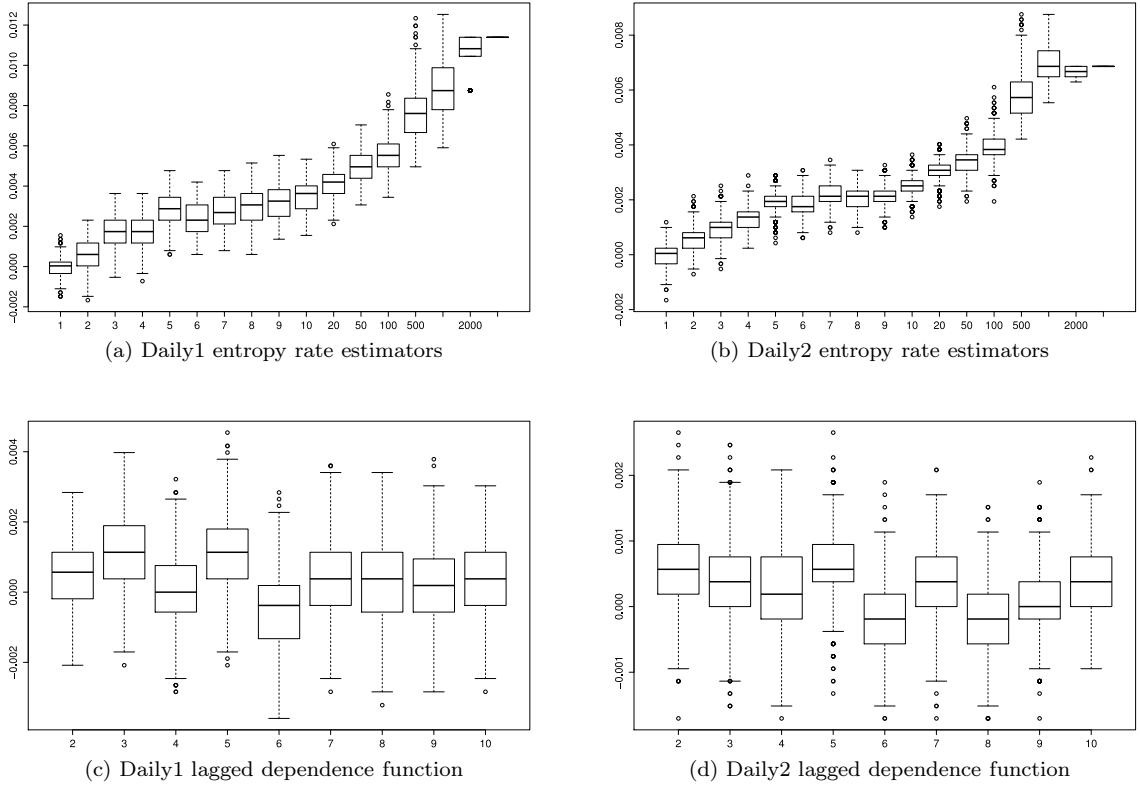 0.012
0.010
0.008
0.006
0.004
0.002
0.000
−0.002
1 2 3 4 5 6 7 8 9 10 20 50 100 500 2000
(a) Daily1 entropy rate estimators
0.008
0.006
0.004
0.002
0.000
−0.002
1 2 3 4 5 6 7 8 9 10 20 50 100 500 2000
(b) Daily2 entropy rate estimators
0.004
0.002
0.000
−0.002
2 3 4 5 6 7 8 9 10
(c) Daily1 lagged dependence function
0.002
0.001
0.000
−0.001
2 3 4 5 6 7 8 9 10
(d) Daily2 lagged dependence function